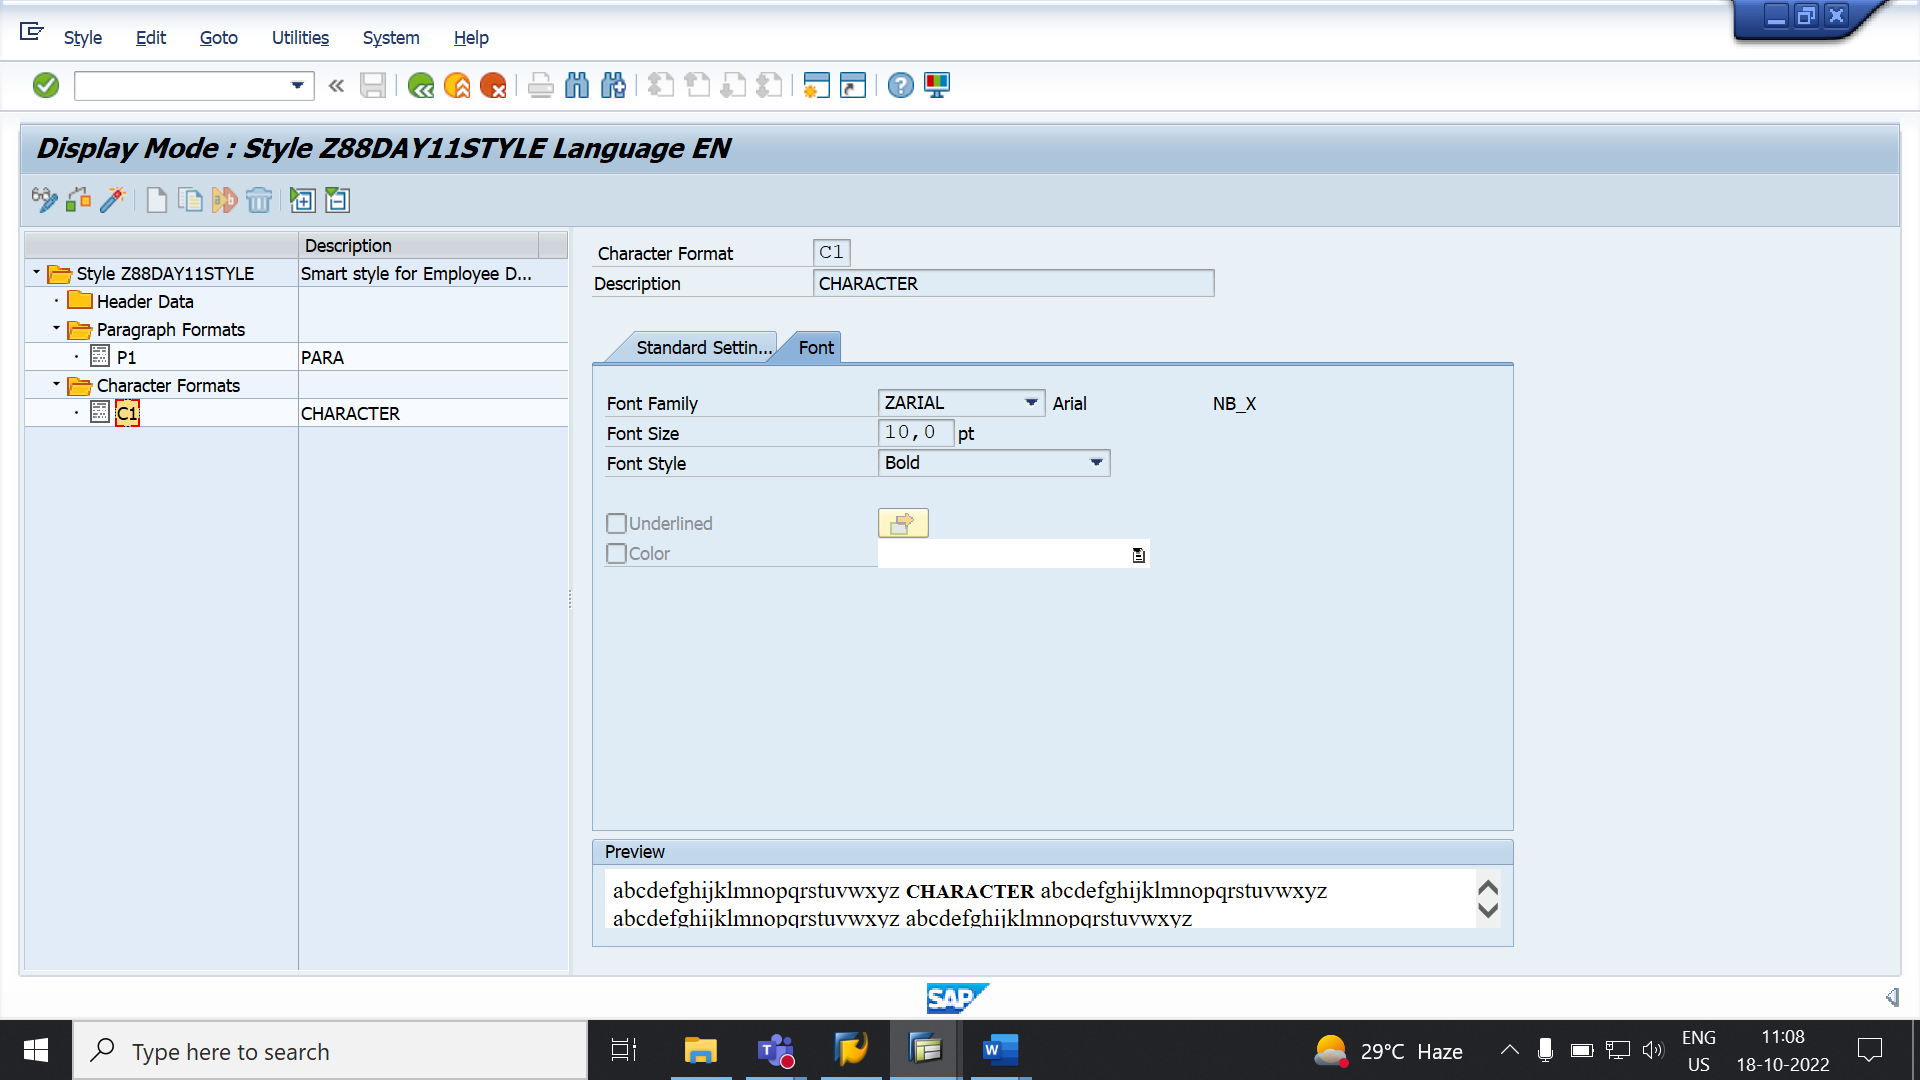 Style Edit Goto Utilities System Help
Display Mode : Style Z88DAY11STYLE Language EN
Description
Style Z88DAY11STYLE Smart style for Employee D...
Header Data
Paragraph Formats
P1 PARA
Character Formats
C1 CHARACTER
Character Format C1
Description CHARACTER
Standard Settin... Font
Font Family ZARIAL Arial NB_X
Font Size 10,0 pt
Font Style Bold
Underlined
Color
Preview
abcdefghijklmnopqrstuvwxyz CHARACTER abcdefghijklmnopqrstuvwxyz
abcdefghijklmnopqrstuvwxyz abcdefghijklmnopqrstuvwxyz
SAP
Type here to search
29°C Haze
ENG
US
11:08
18-10-2022